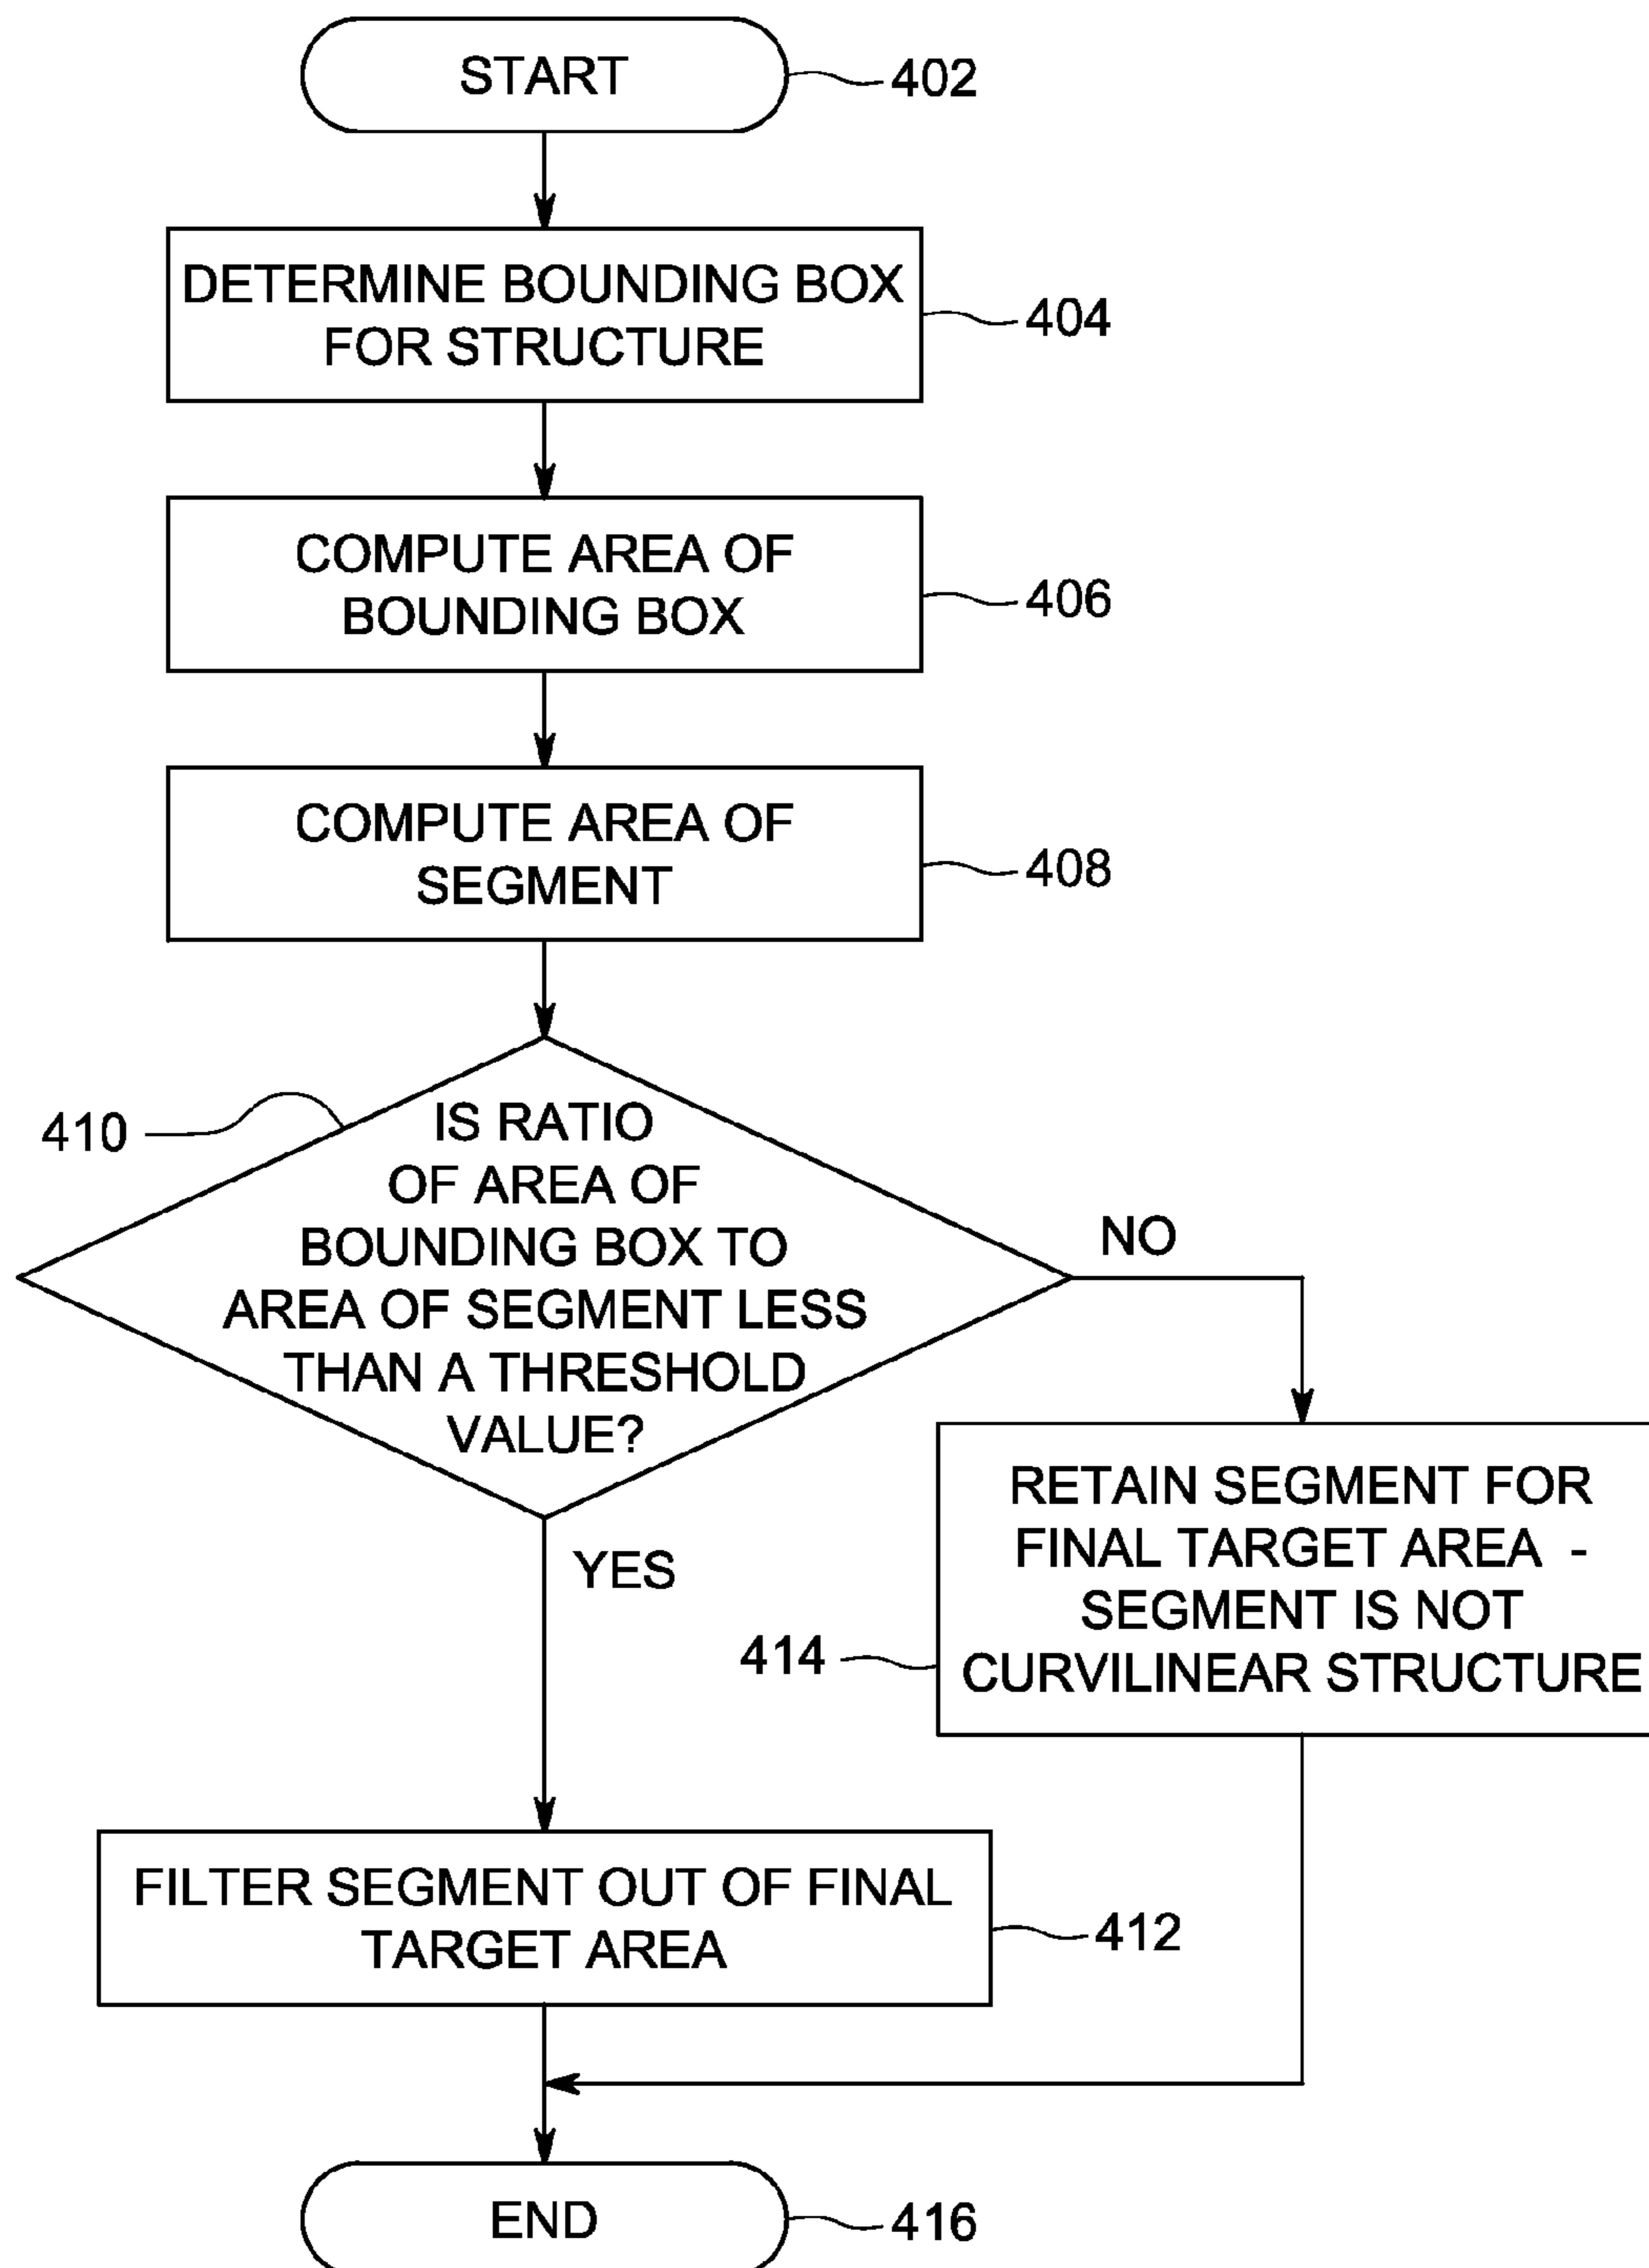 START
402
DETERMINE BOUNDING BOX
FOR STRUCTURE
404
COMPUTE AREA OF
BOUNDING BOX
406
COMPUTE AREA OF
SEGMENT
408
410
IS RATIO
OF AREA OF
BOUNDING BOX TO
AREA OF SEGMENT LESS
THAN A THRESHOLD
VALUE?
NO
YES
RETAIN SEGMENT FOR
FINAL TARGET AREA -
SEGMENT IS NOT
CURVILINEAR STRUCTURE
414
FILTER SEGMENT OUT OF FINAL
TARGET AREA
412
END
416